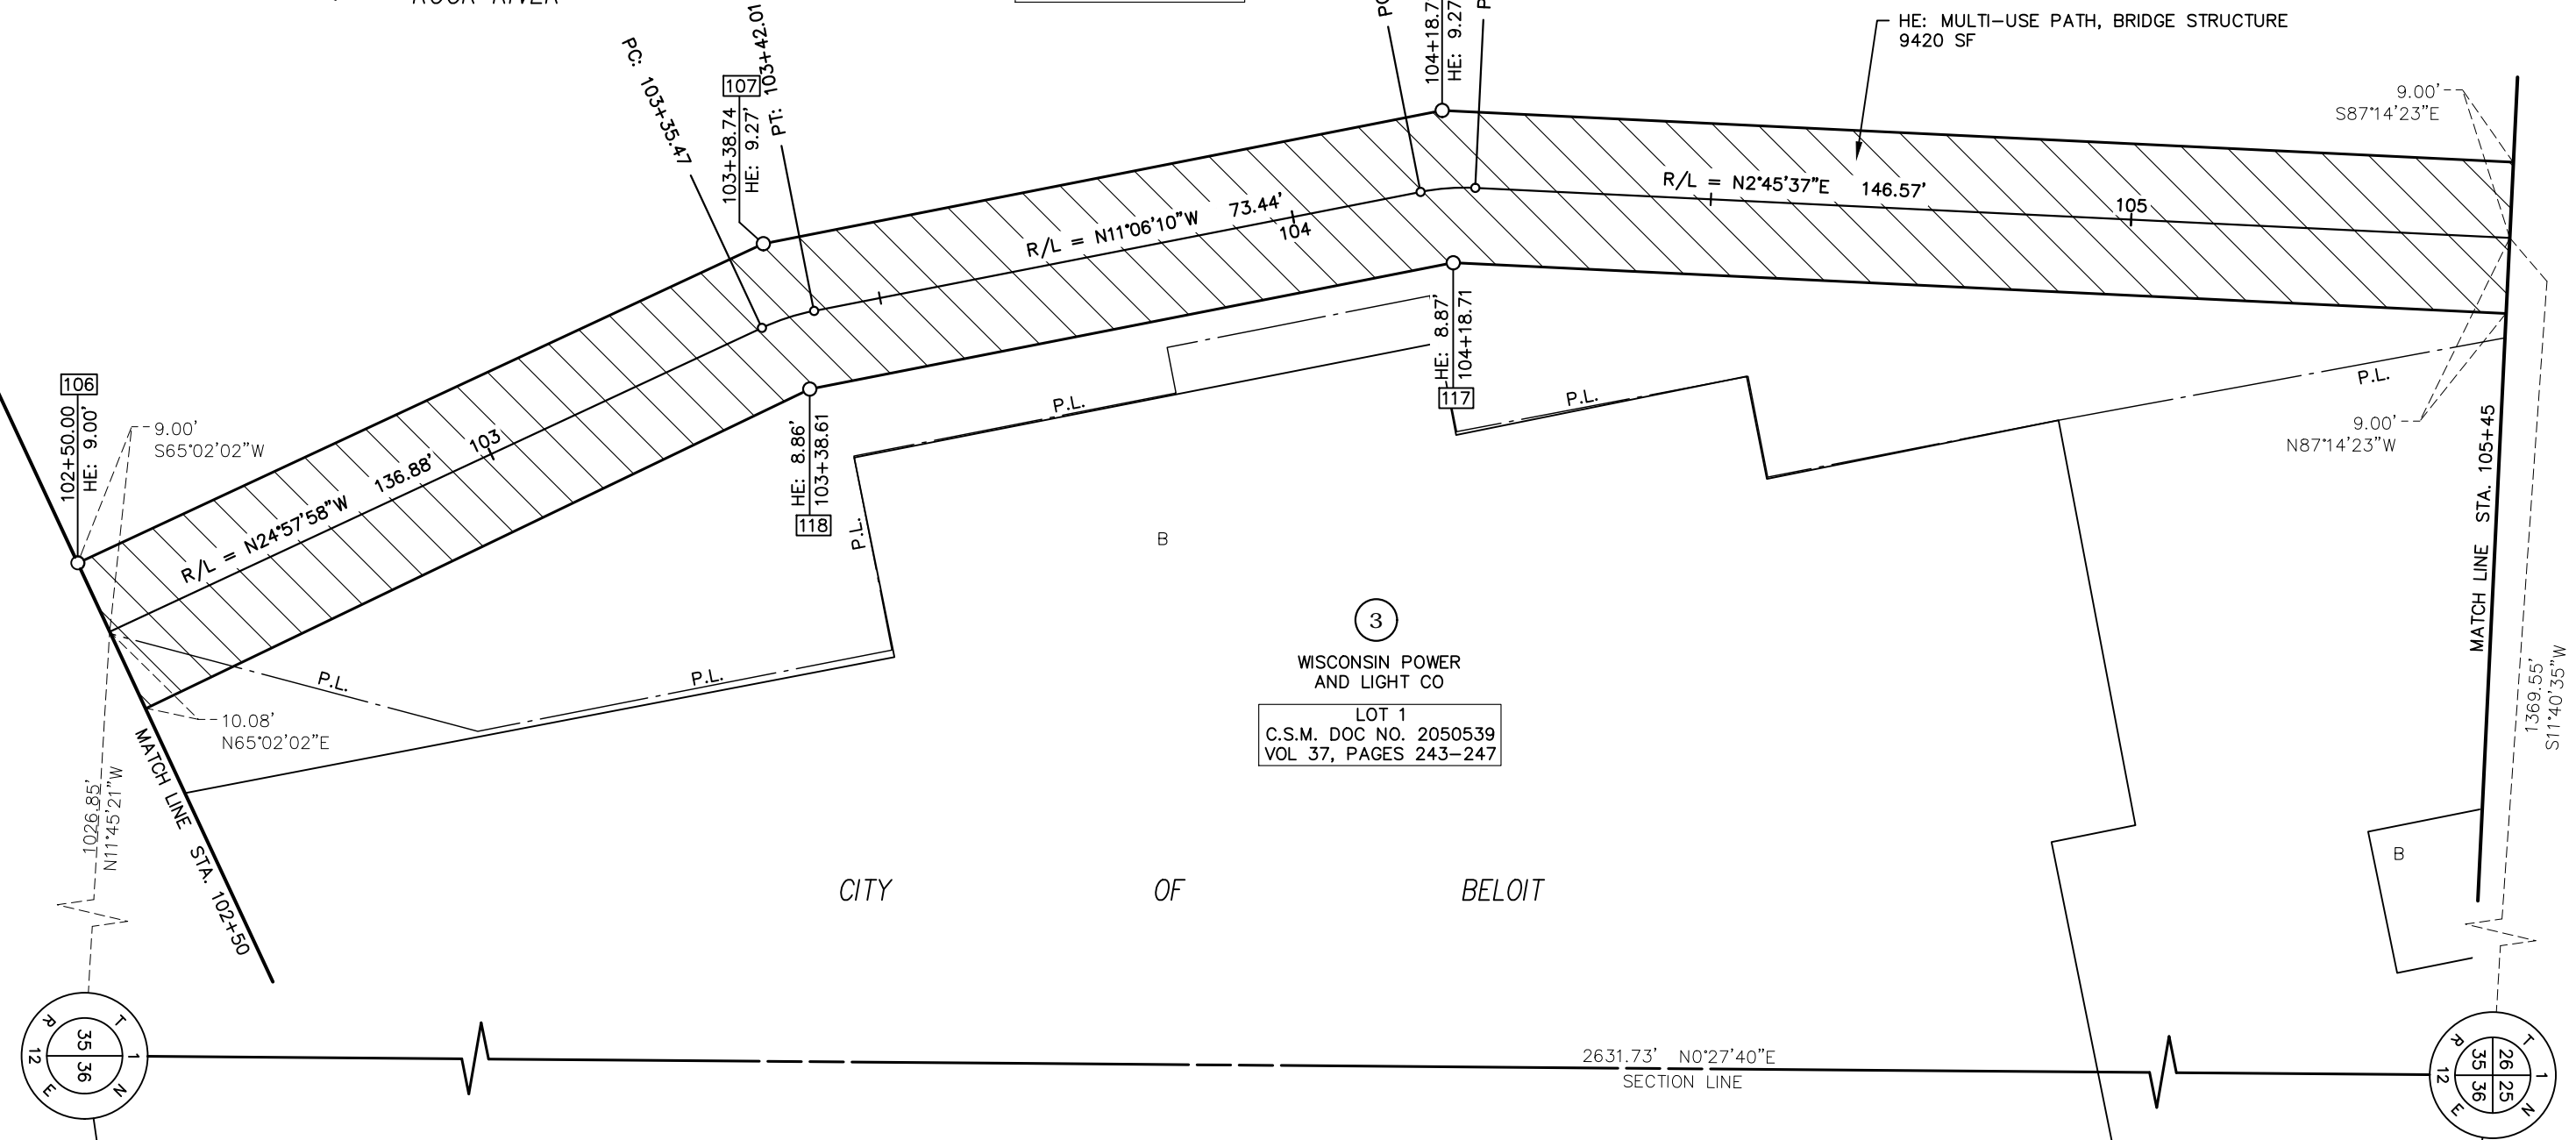 ROCK RIVER
HE: MULTI-USE PATH, BRIDGE STRUCTURE
9420 SF
PC: 103+35.47
107
103+38.74
HE: 9.27'
PT: 103+42.01
104+18.7
HE: 9.27
9.00'
S87°14'23"E
R/L = N2°45'37"E 146.57'
105
R/L = N11°06'10"W 73.44'
104
106
102+50.00
HE: 9.00'
9.00'
S65°02'02"W
R/L = N24°57'58"W 136.88' 103
HE: 8.86'
103+38.61
118
HE: 8.87'
104+18.71
117
P.L.
P.L.
P.L.
P.L.
P.L.
P.L.
9.00'
N87°14'23"W
MATCH LINE STA. 105+45
1369.55'
S11°40'35"W
B
3
WISCONSIN POWER
AND LIGHT CO
LOT 1
C.S.M. DOC NO. 2050539
VOL 37, PAGES 243-247
10.08'
N65°02'02"E
MATCH LINE STA. 102+50
1026.85'
N11°45'21"W
B
CITY OF BELOIT
2631.73' N0°27'40"E
SECTION LINE
T 1 N
R 12 E
35 36
T 1 N
R 12 E
26 25
35 36